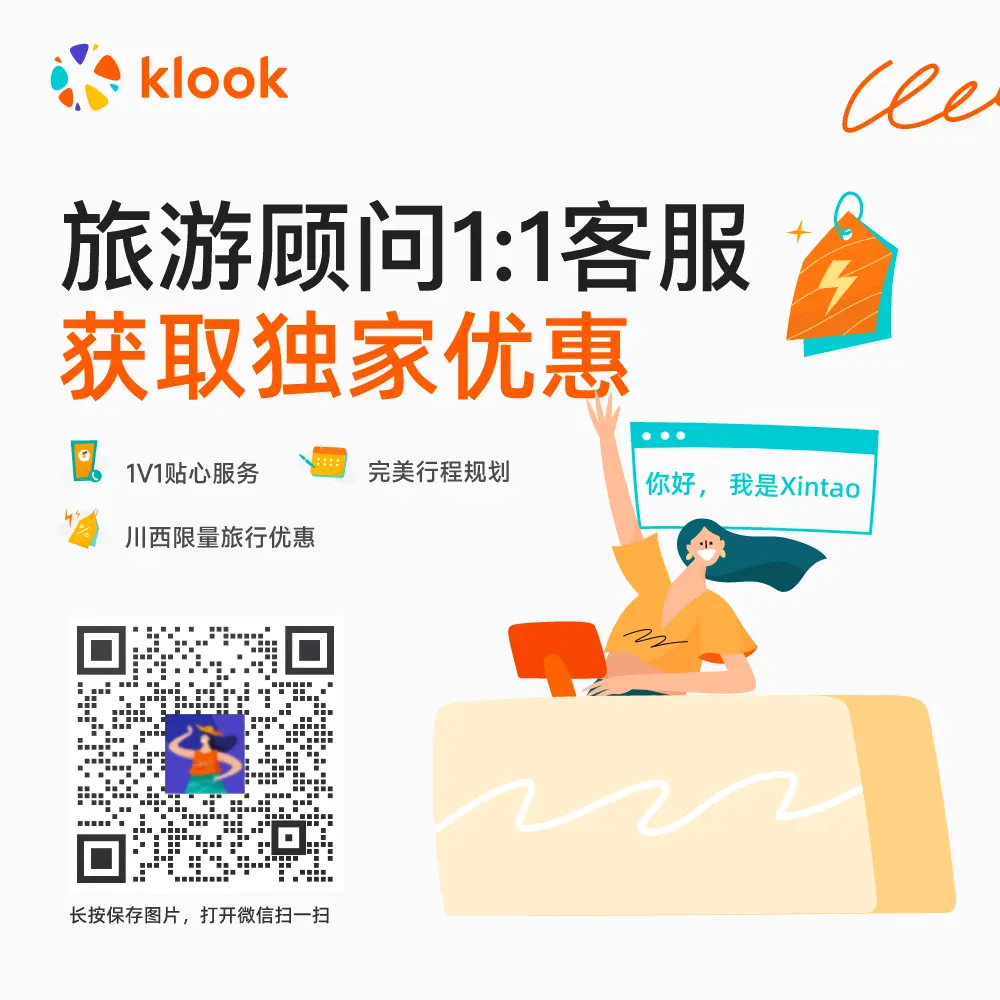 klook
旅游顾问1:1客服
获取独家优惠
1V1贴心服务
完美行程规划
川西限量旅行优惠
你好， 我是Xintao
长按保存图片，打开微信扫一扫